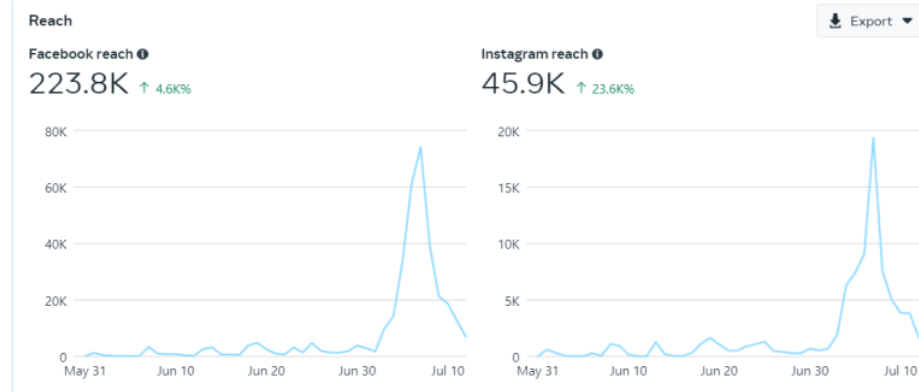 Reach
Export
Facebook reach
Instagram reach
223.8K ↑ 4.6K%
45.9K ↑ 23.6K%
80K
60K
40K
20K
0
May 31 Jun 10 Jun 20 Jun 30 Jul 10
20K
15K
10K
5K
0
May 31 Jun 10 Jun 20 Jun 30 Jul 10